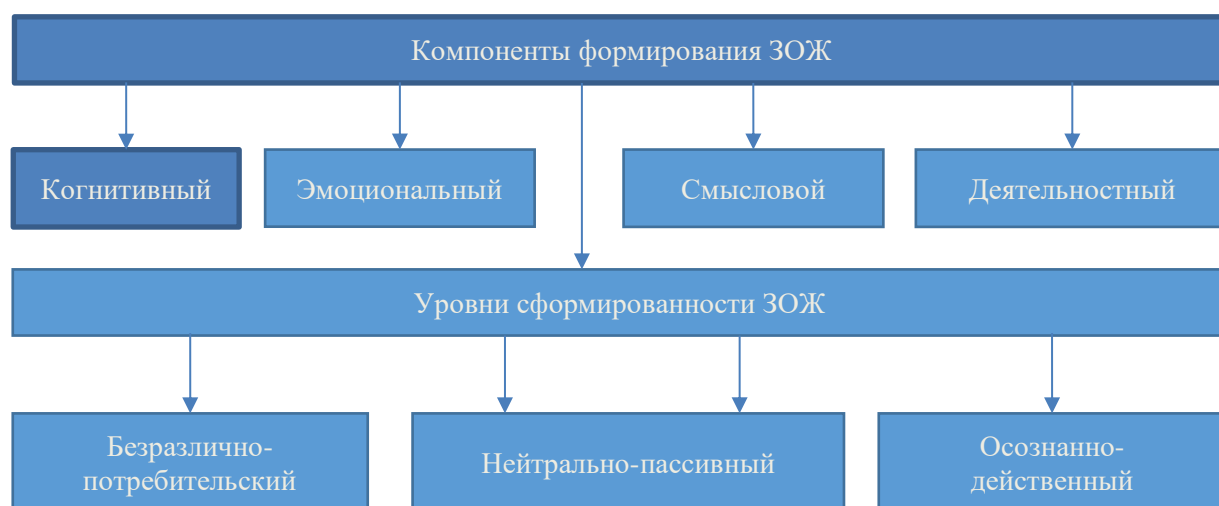 Компоненты формирования ЗОЖ
Когнитивный
Эмоциональный
Смысловой
Деятельностный
Уровни сформированности ЗОЖ
Безразлично-
потребительский
Нейтрально-пассивный
Осознанно-
действенный